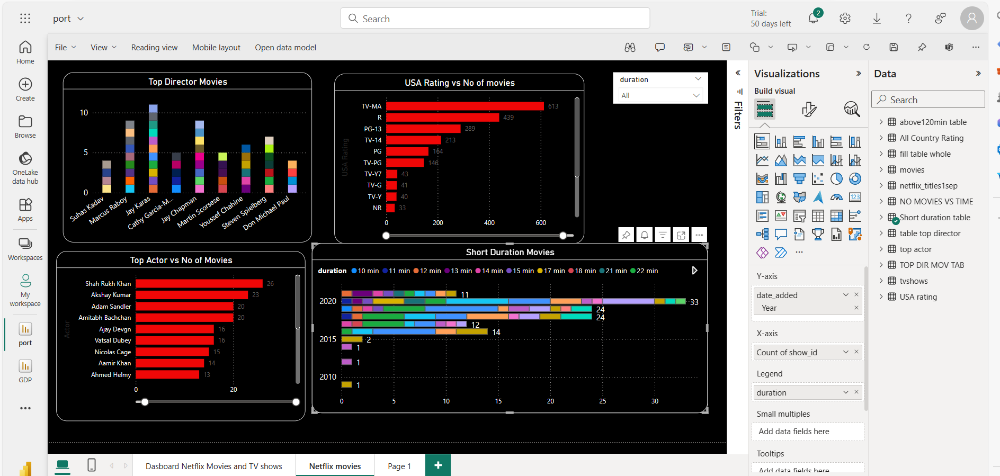 port
Search
Trial:
50 days left
2
Home
Create
Browse
OneLake
data hub
Apps
Workspaces
My
workspace
port
GDP
File
View
Reading view
Mobile layout
Open data model
Top Director Movies
10
5
0
Suhas Kadav
Marcus Raboy
Jay Karas
Cathy Garcia-M...
Jay Chapman
Martin Scorsese
Youssef Chahine
Steven Spielberg
Don Michael Paul
USA Rating vs No of movies
USA Rating
TV-MA 613
R 439
PG-13 289
TV-14 213
PG 164
TV-PG 146
TV-Y7 43
TV-G 41
TV-Y 40
NR 33
0 200 400 600
duration
All
Top Actor vs No of Movies
Actor
Shah Rukh Khan 26
Akshay Kumar 23
Adam Sandler 20
Amitabh Bachchan 20
Ajay Devgn 16
Vatsal Dubey 16
Nicolas Cage 15
Aamir Khan 14
Ahmed Helmy 13
0 20
Short Duration Movies
duration 10 min 11 min 12 min 13 min 14 min 15 min 17 min 18 min 21 min 22 min
11
2020 33
24
24
12
14
2015 2
1
1
2010
1
0 5 10 15 20 25 30
Dasboard Netflix Movies and TV shows
Netflix movies
Page 1
+
Filters
Visualizations
Build visual
123
Y-axis
date_added
Year
X-axis
Count of show_id
Legend
duration
Small multiples
Add data fields here
Tooltips
Add data fields here
Data
Search
above120min table
All Country Rating
fill table whole
movies
netflix_titles1sep
NO MOVIES VS TIME
Short duration table
table top director
top actor
TOP DIR MOV TAB
tvshows
USA rating